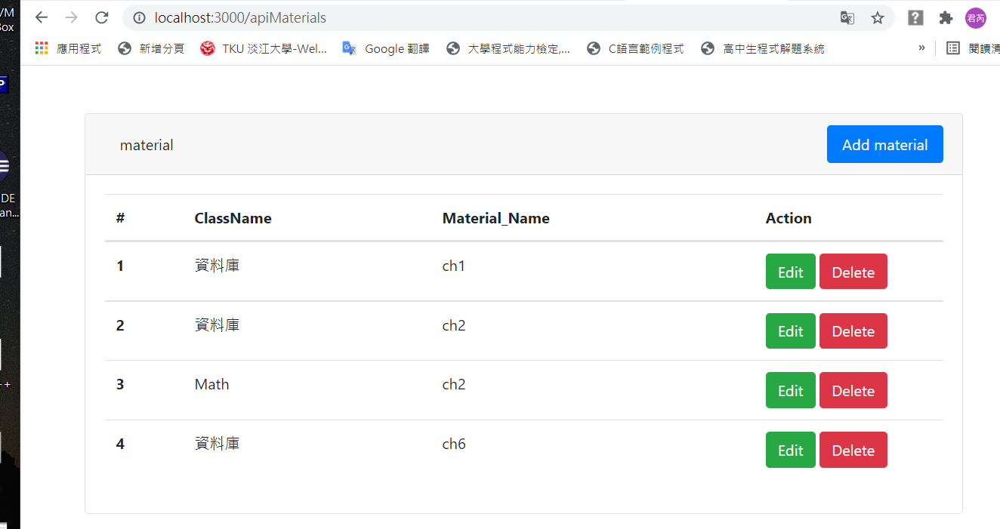 VM
localhost:3000/apiMaterials
君芮
Box
應用程式 新增分頁 TKU 淡江大學-Wel... Google 翻譯 大學程式能力檢定,... C語言範例程式 高中生程式解題系統 » 閱讀清
P
material Add material
DE
an...
# ClassName Material_Name Action
1 資料庫 ch1 Edit Delete
2 資料庫 ch2 Edit Delete
3 Math ch2 Edit Delete
++
4 資料庫 ch6 Edit Delete